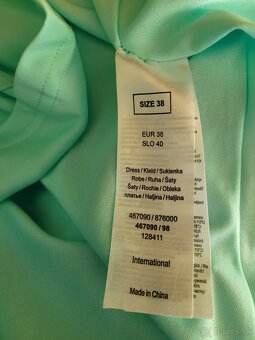 SIZE 38
EUR 38
SLO 40
Dress / Kleid / Sukienka
Robe / Ruha / Šaty
Šaty / Rochie / Obleka
платье / Haljina / Haljina
467090/876000
467090 / 98
128411
International
Made in China